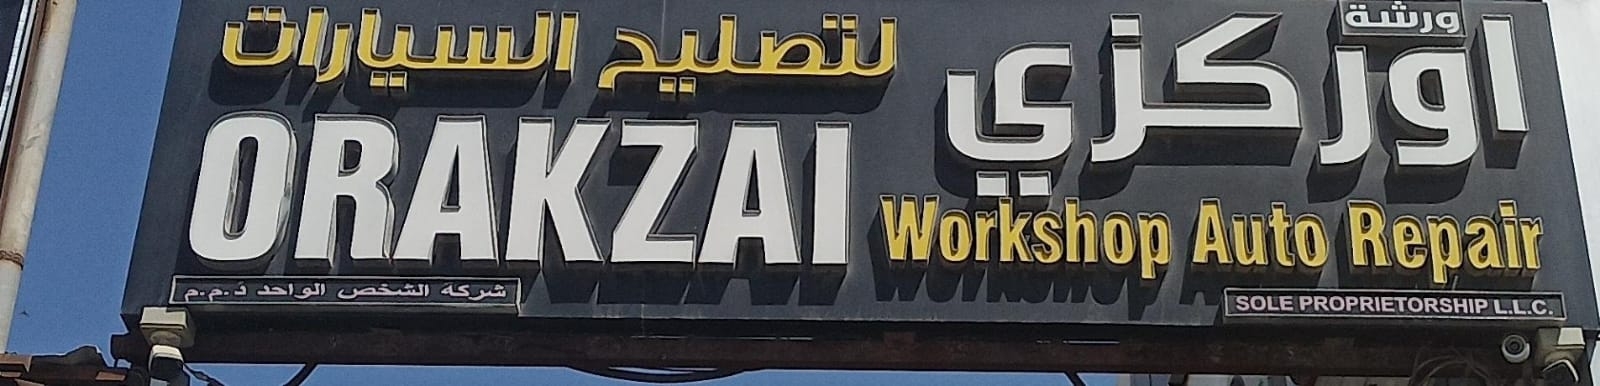 ورشة
اوركزي لتصليح السيارات
ORAKZAI
Workshop Auto Repair
شركة الشخص الواحد ذ.م.م
SOLE PROPRIETORSHIP L.L.C.